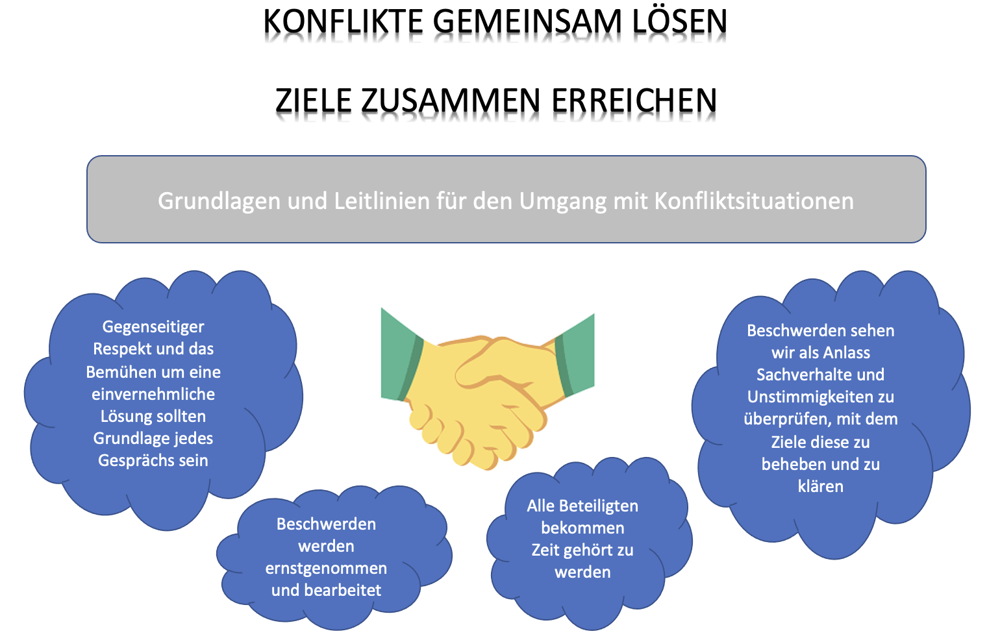 KONFLIKTE GEMEINSAM LÖSEN
ZIELE ZUSAMMEN ERREICHEN
Grundlagen und Leitlinien für den Umgang mit Konfliktsituationen
Gegenseitiger
Respekt und das
Bemühen um eine
einvernehmliche
Lösung sollten
Grundlage jedes
Gesprächs sein
Beschwerden
werden
ernstgenommen
und bearbeitet
Alle Beteiligten
bekommen
Zeit gehört zu
werden
Beschwerden sehen
wir als Anlass
Sachverhalte und
Unstimmigkeiten zu
überprüfen, mit dem
Ziele diese zu
beheben und zu
klären